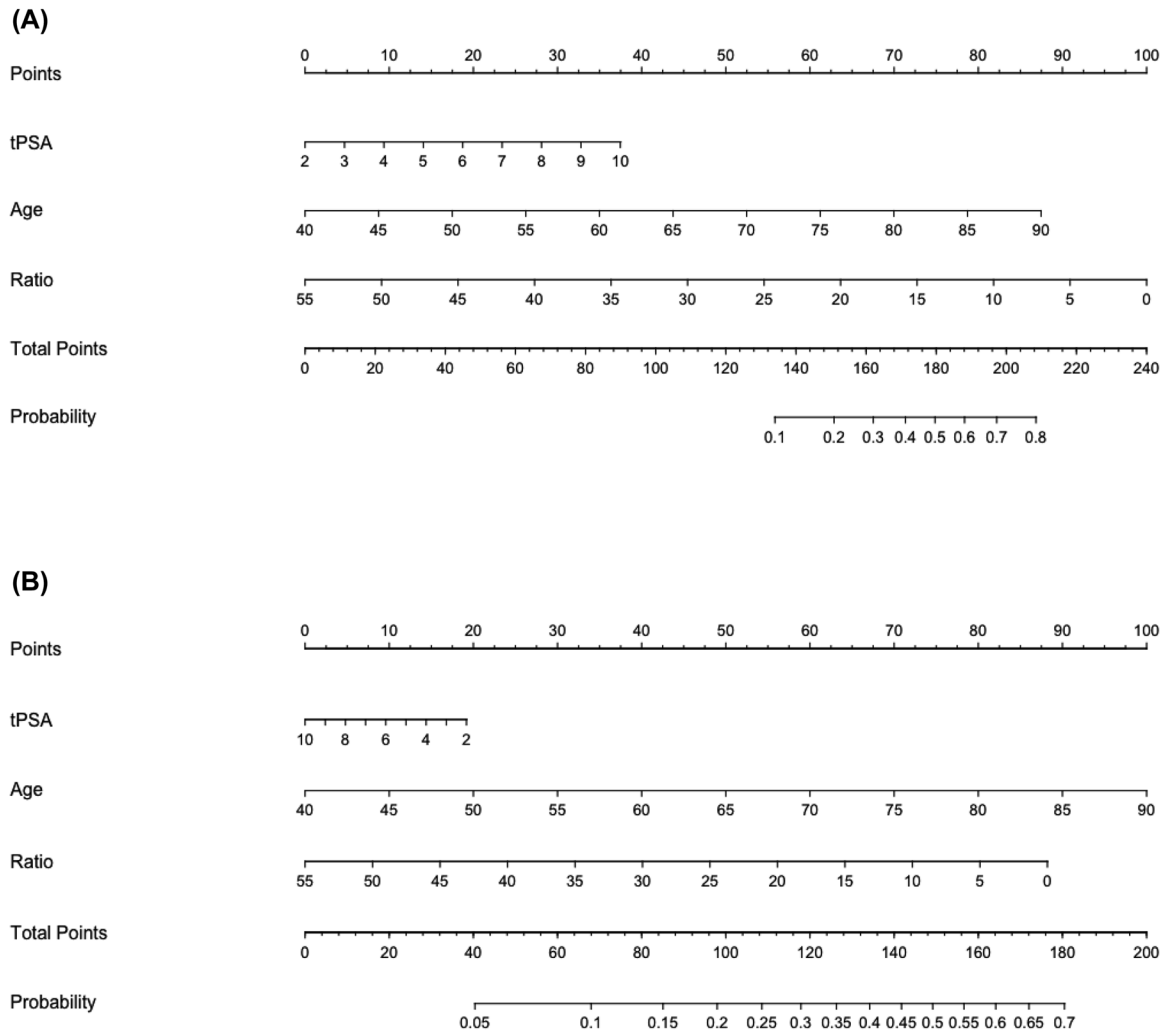 (A)
0 10 20 30 40 50 60 70 80 90 100
Points
tPSA
2 3 4 5 6 7 8 9 10
Age
40 45 50 55 60 65 70 75 80 85 90
Ratio
55 50 45 40 35 30 25 20 15 10 5 0
Total Points
0 20 40 60 80 100 120 140 160 180 200 220 240
Probability
0.1 0.2 0.3 0.4 0.5 0.6 0.7 0.8
(B)
0 10 20 30 40 50 60 70 80 90 100
Points
tPSA
10 8 6 4 2
Age
40 45 50 55 60 65 70 75 80 85 90
Ratio
55 50 45 40 35 30 25 20 15 10 5 0
Total Points
0 20 40 60 80 100 120 140 160 180 200
Probability
0.05 0.1 0.15 0.2 0.25 0.3 0.35 0.4 0.45 0.5 0.55 0.6 0.65 0.7